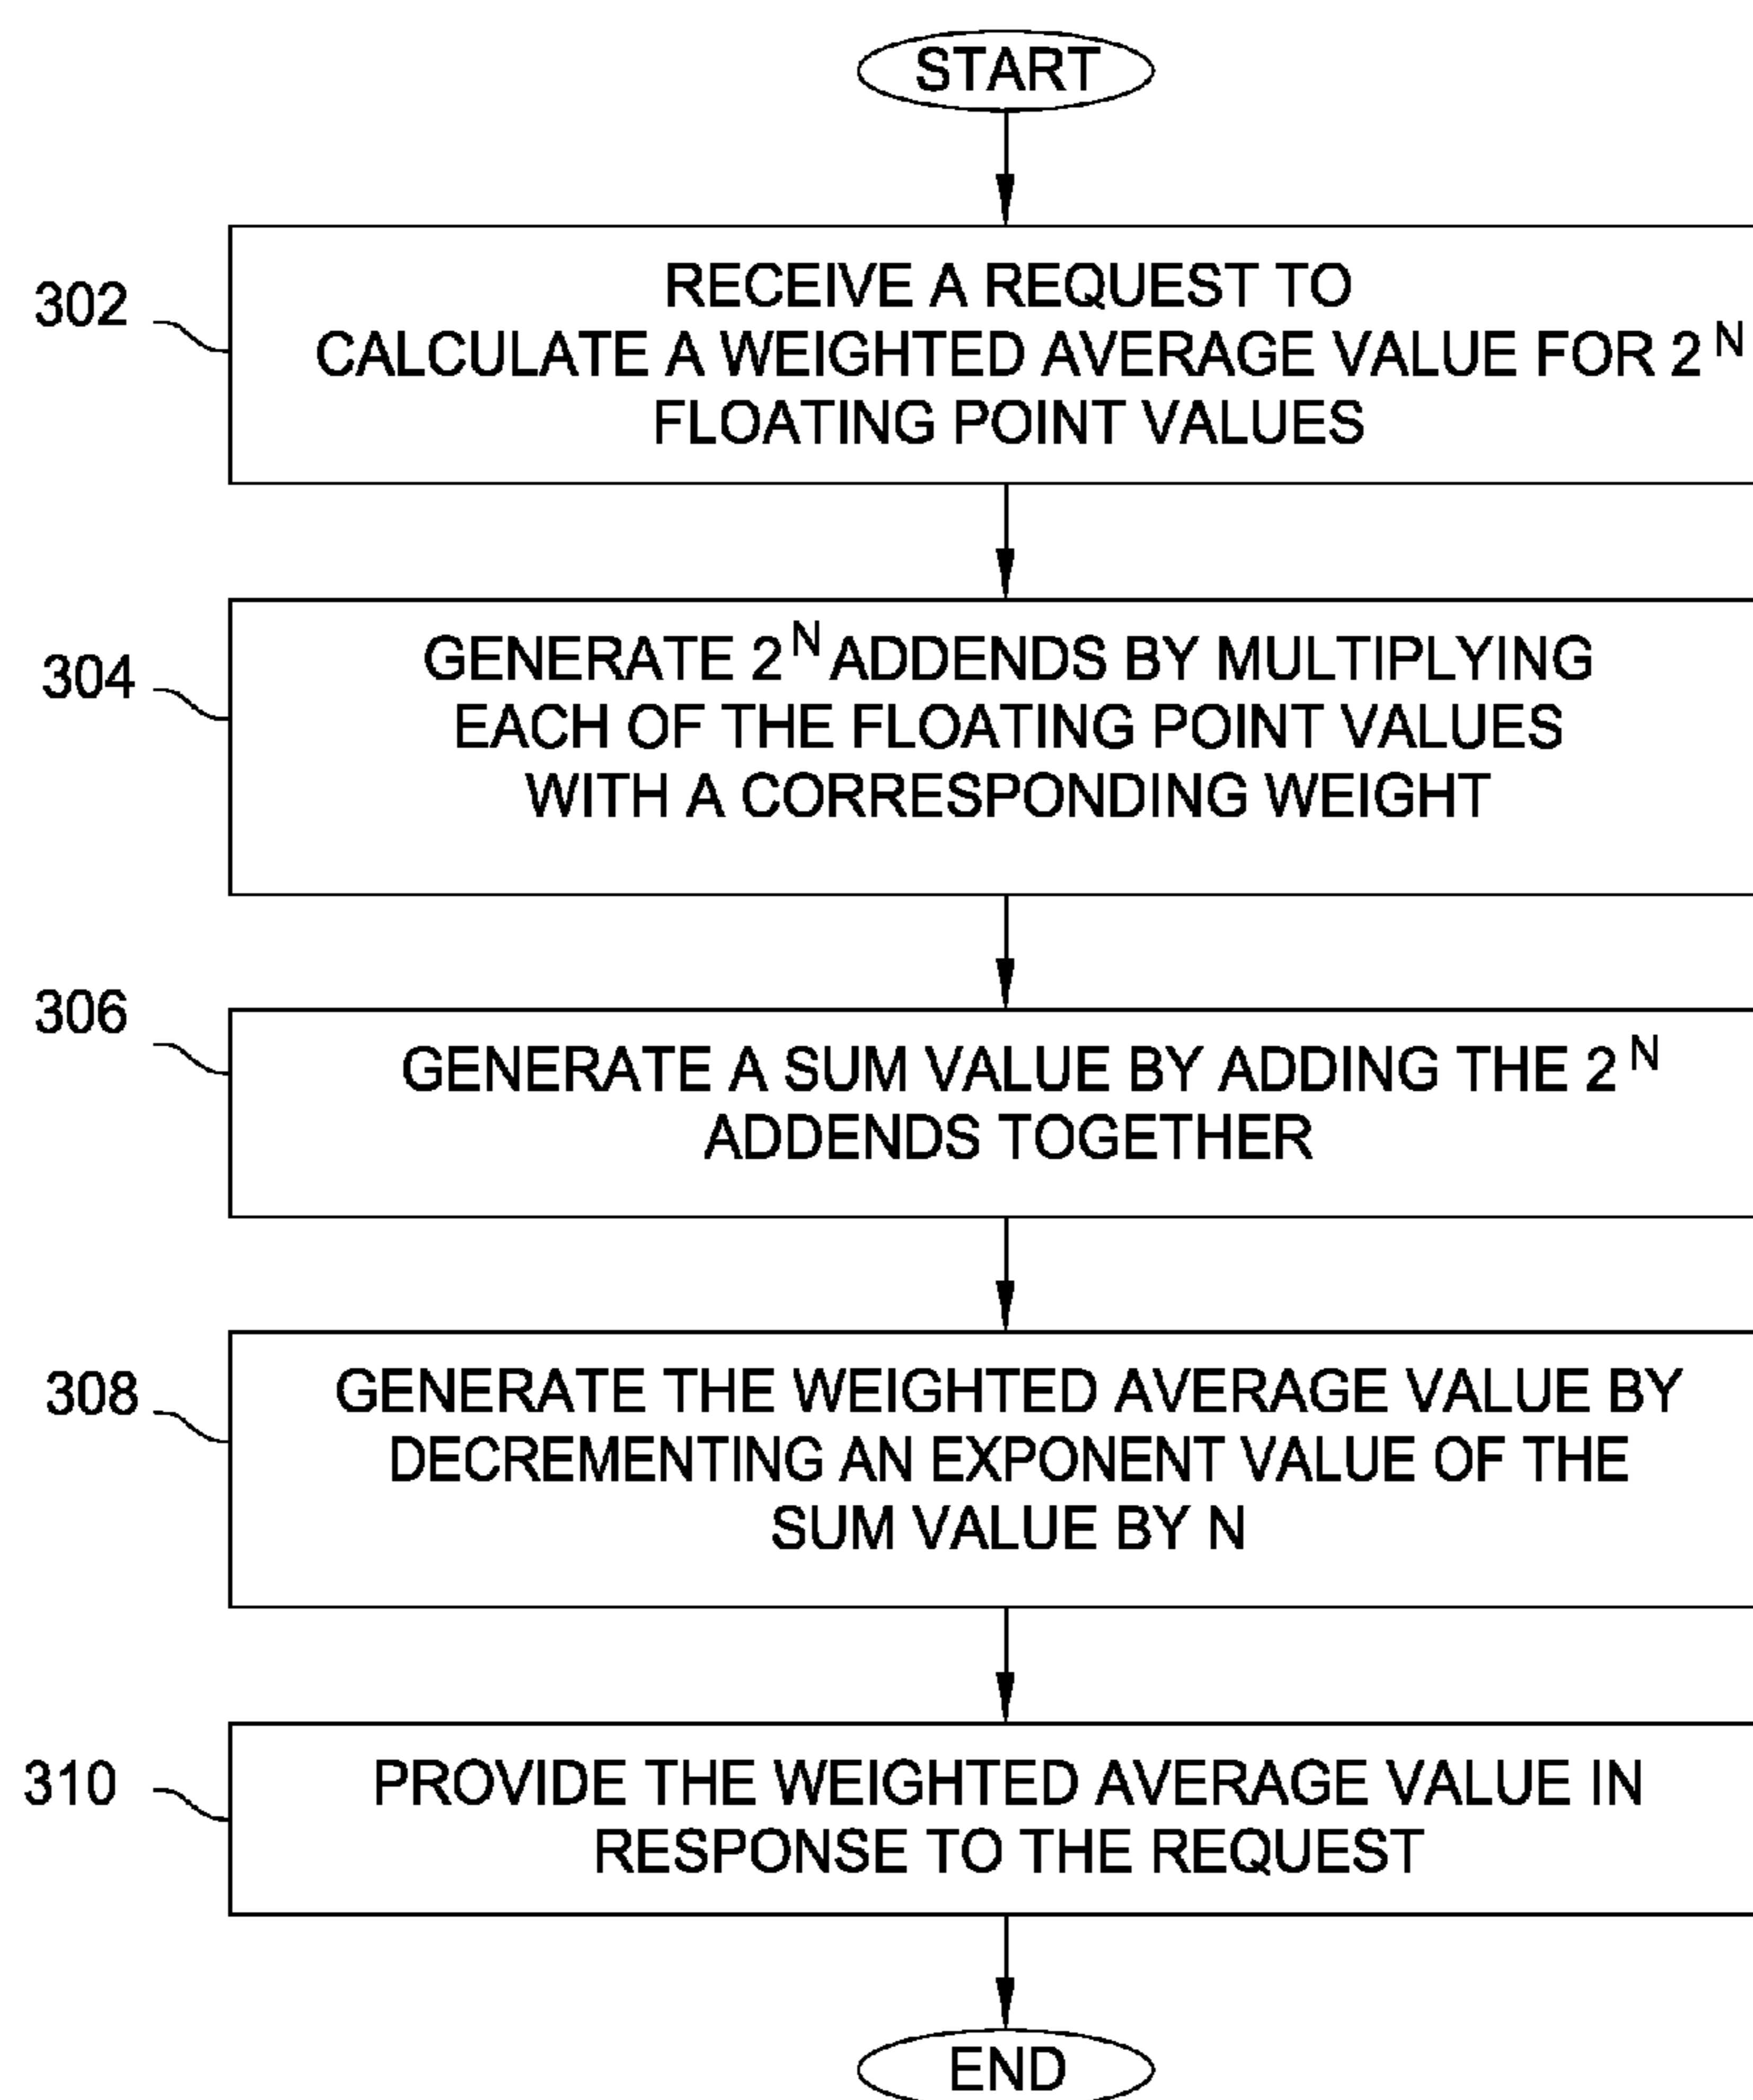 START
302
RECEIVE A REQUEST TO
CALCULATE A WEIGHTED AVERAGE VALUE FOR 2^N
FLOATING POINT VALUES
304
GENERATE 2^N ADDENDS BY MULTIPLYING
EACH OF THE FLOATING POINT VALUES
WITH A CORRESPONDING WEIGHT
306
GENERATE A SUM VALUE BY ADDING THE 2^N
ADDENDS TOGETHER
308
GENERATE THE WEIGHTED AVERAGE VALUE BY
DECREMENTING AN EXPONENT VALUE OF THE
SUM VALUE BY N
310
PROVIDE THE WEIGHTED AVERAGE VALUE IN
RESPONSE TO THE REQUEST
END